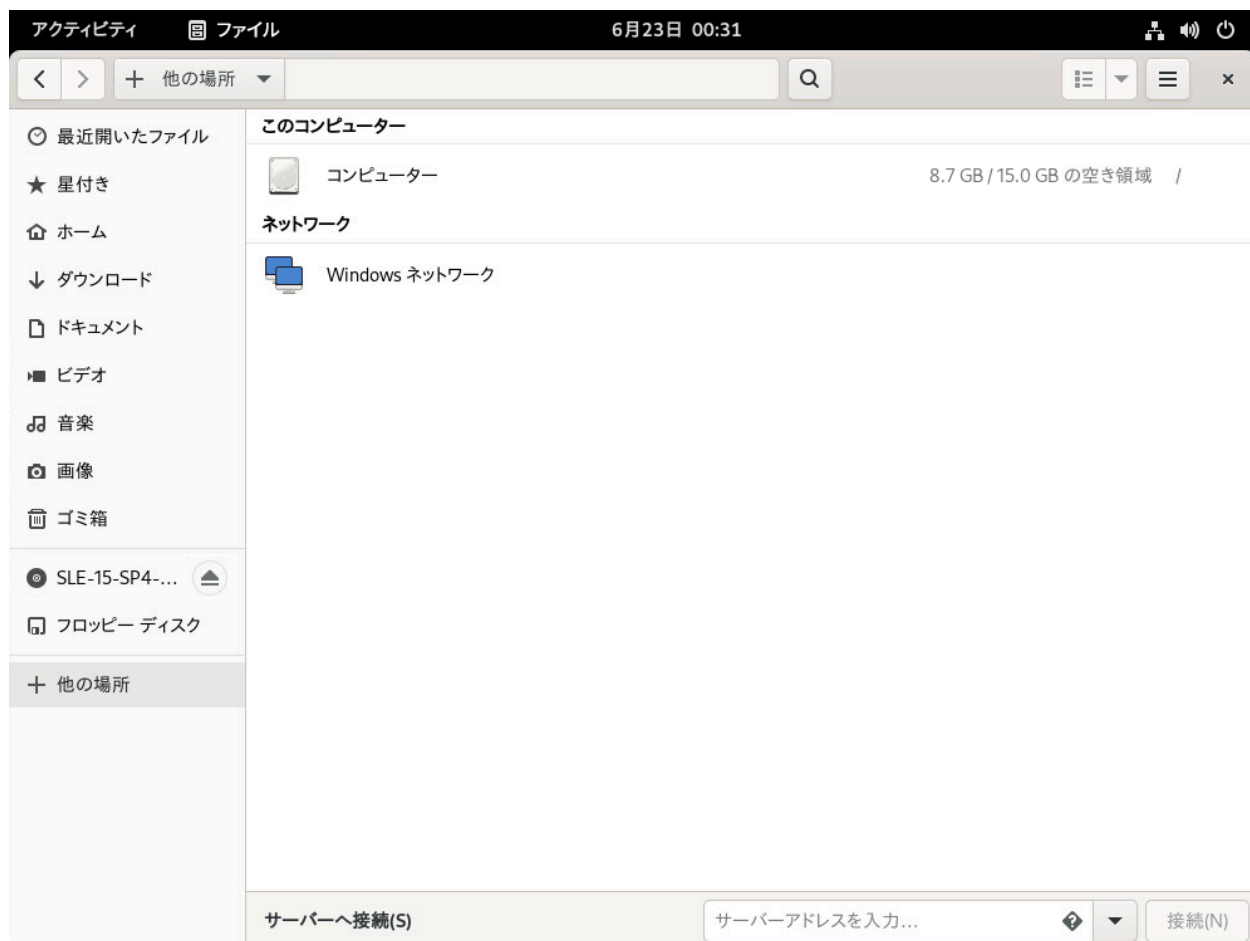 アクティビティ ファイル 6月23日 00:31
他の場所
最近開いたファイル
星付き
ホーム
ダウンロード
ドキュメント
ビデオ
音楽
画像
ゴミ箱
SLE-15-SP4-...
フロッピー ディスク
他の場所
このコンピューター
コンピューター 8.7 GB / 15.0 GB の空き領域 /
ネットワーク
Windows ネットワーク
サーバーへ接続(S) サーバーアドレスを入力... 接続(N)